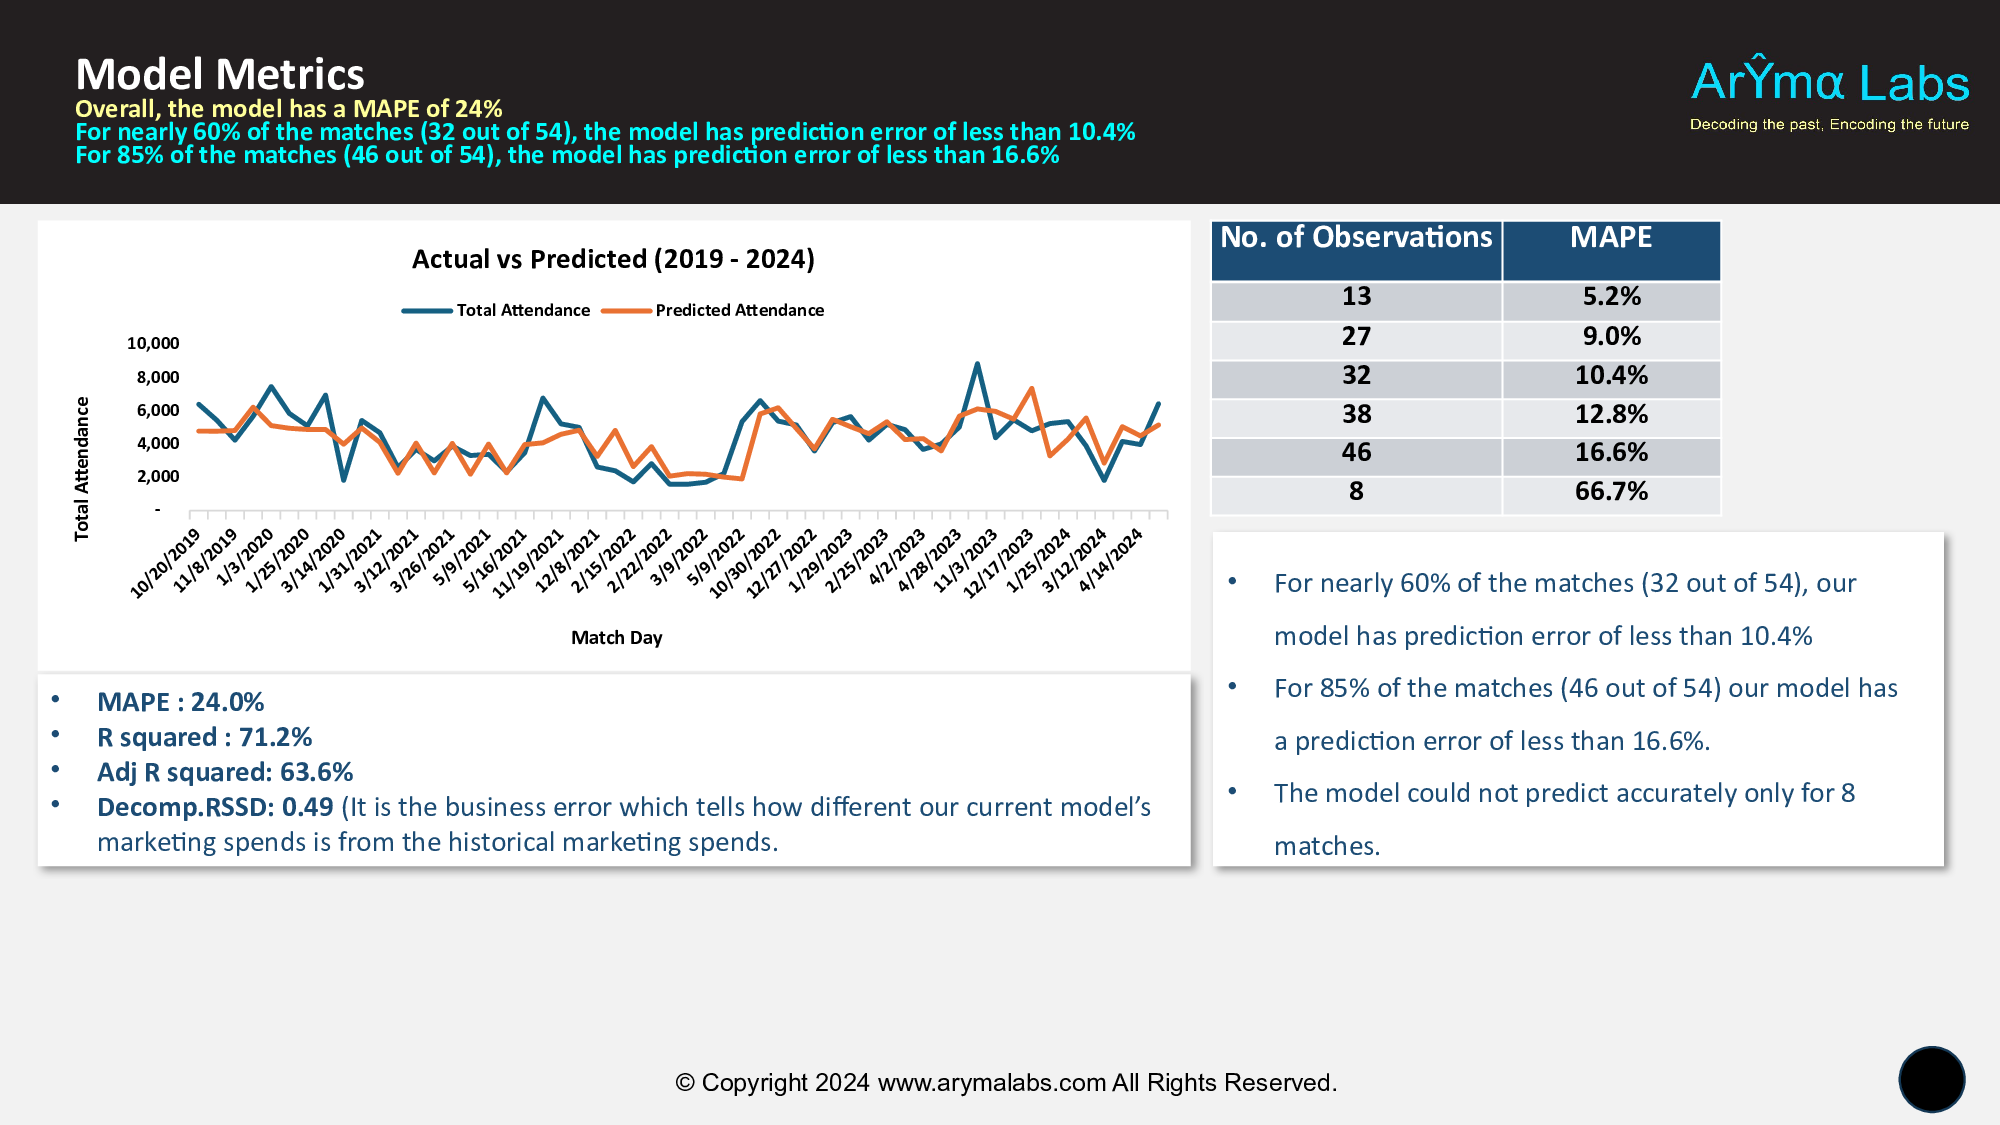 Model Metrics
Overall, the model has a MAPE of 24%
For nearly 60% of the matches (32 out of 54), the model has prediction error of less than 10.4%
For 85% of the matches (46 out of 54), the model has prediction error of less than 16.6%
ArŶmα Labs
Decoding the past, Encoding the future
Actual vs Predicted (2019 - 2024)
Total Attendance
Predicted Attendance
10,000
8,000
6,000
4,000
2,000
-
Total Attendance
10/20/2019
11/8/2019
1/3/2020
1/25/2020
3/14/2020
1/31/2021
3/12/2021
3/26/2021
5/9/2021
5/16/2021
11/19/2021
12/8/2021
2/15/2022
2/22/2022
3/9/2022
5/9/2022
10/30/2022
12/27/2022
1/29/2023
2/25/2023
4/2/2023
4/28/2023
11/3/2023
12/17/2023
1/25/2024
3/12/2024
4/14/2024
Match Day
No. of Observations MAPE
13 5.2%
27 9.0%
32 10.4%
38 12.8%
46 16.6%
8 66.7%
• MAPE : 24.0%
• R squared : 71.2%
• Adj R squared: 63.6%
• Decomp.RSSD: 0.49 (It is the business error which tells how different our current model’s
marketing spends is from the historical marketing spends.
• For nearly 60% of the matches (32 out of 54), our
model has prediction error of less than 10.4%
• For 85% of the matches (46 out of 54) our model has
a prediction error of less than 16.6%.
• The model could not predict accurately only for 8
matches.
© Copyright 2024 www.arymalabs.com All Rights Reserved.